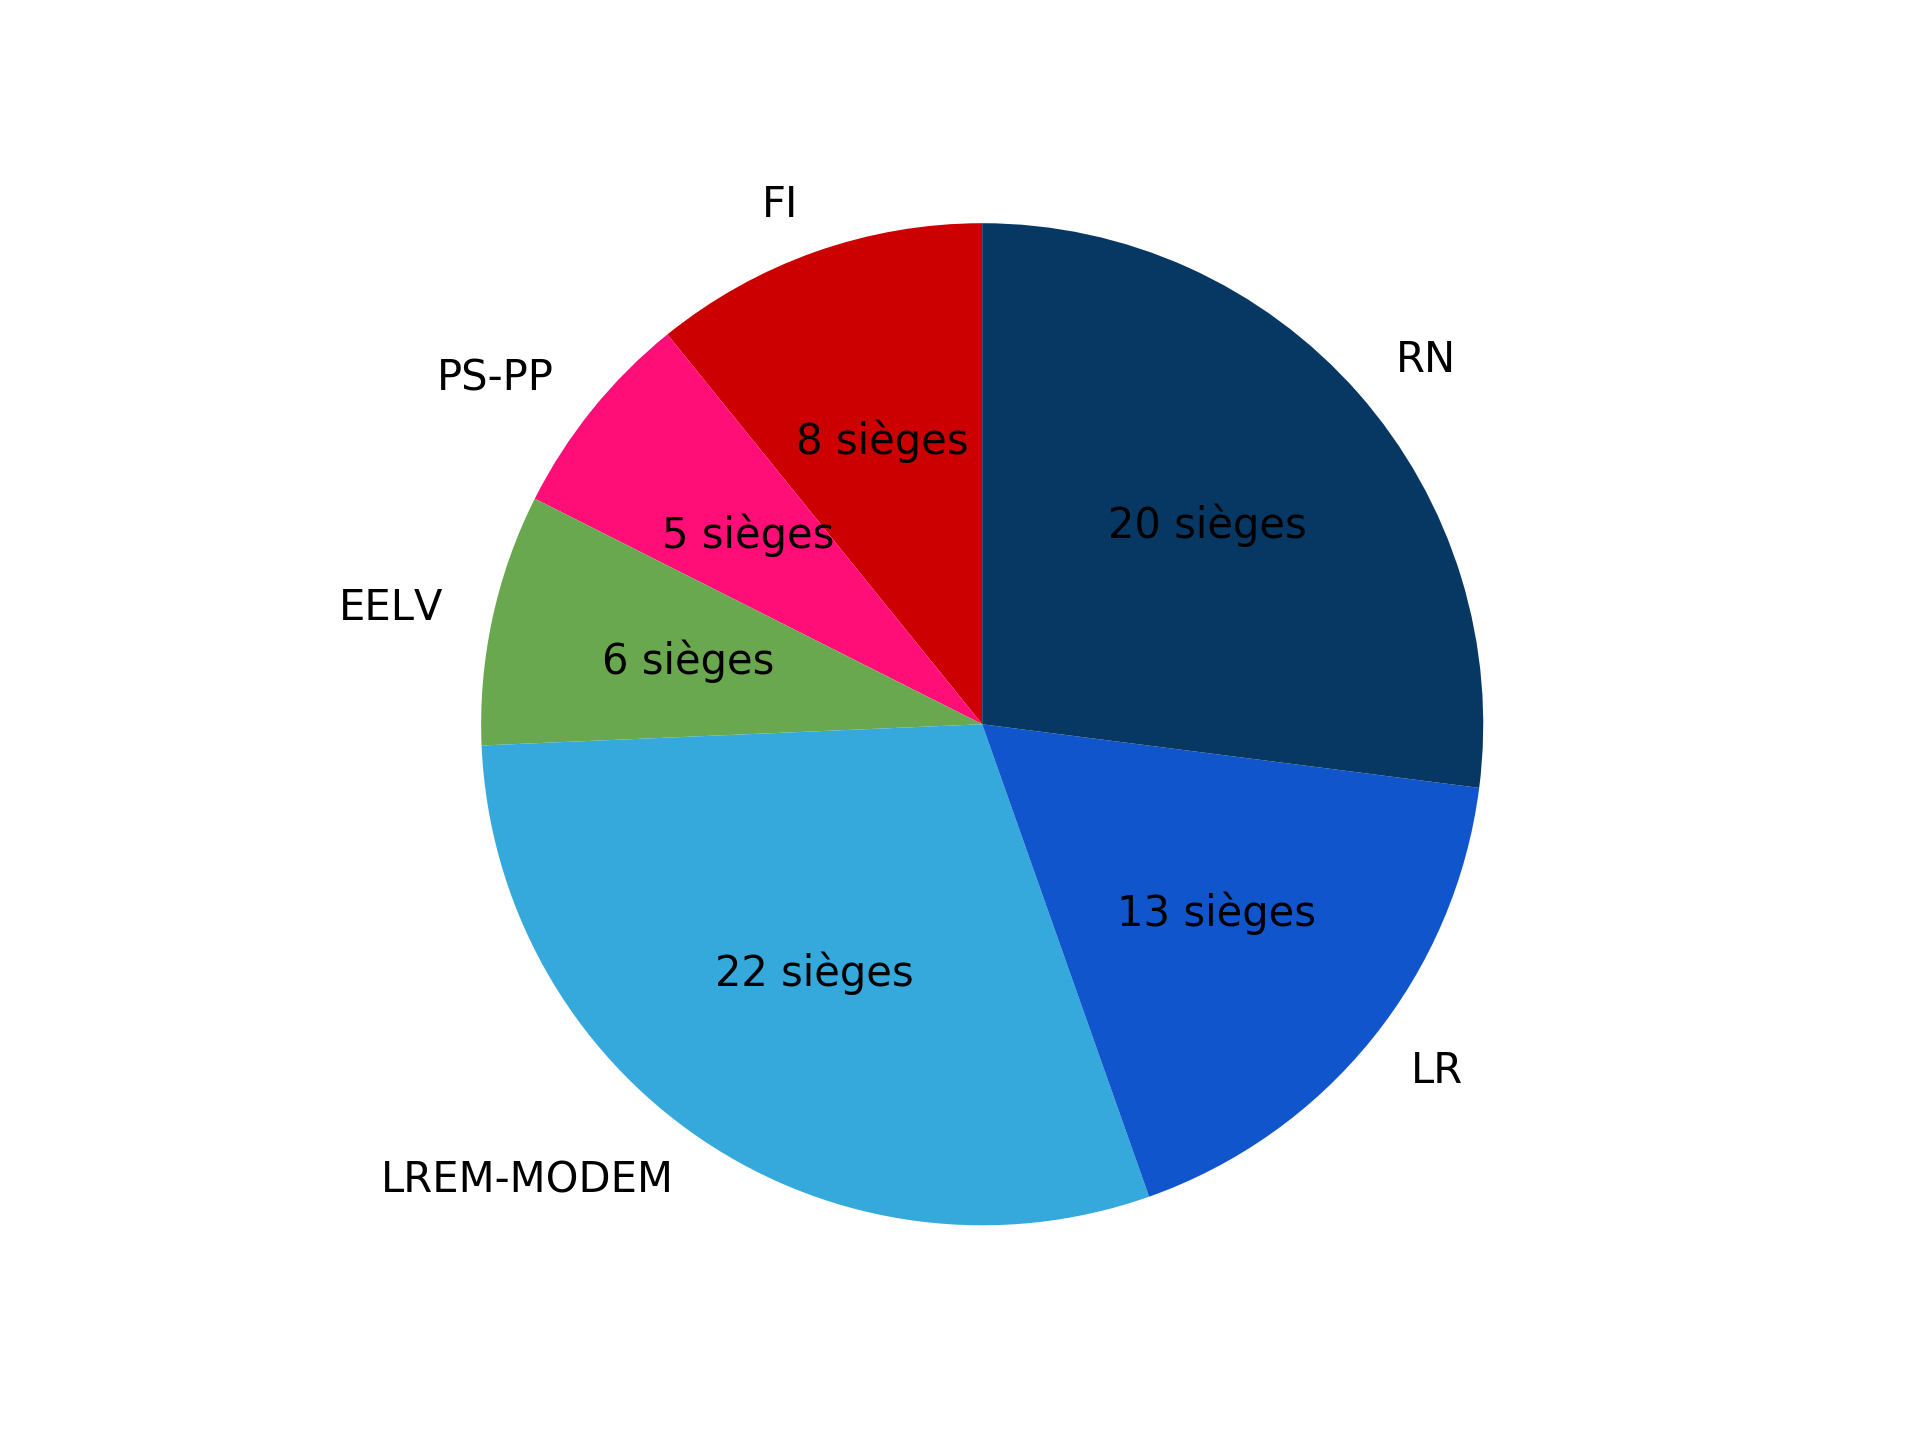 FI
RN
PS-PP
8 sièges
20 sièges
5 sièges
EELV
6 sièges
13 sièges
22 sièges
LR
LREM-MODEM